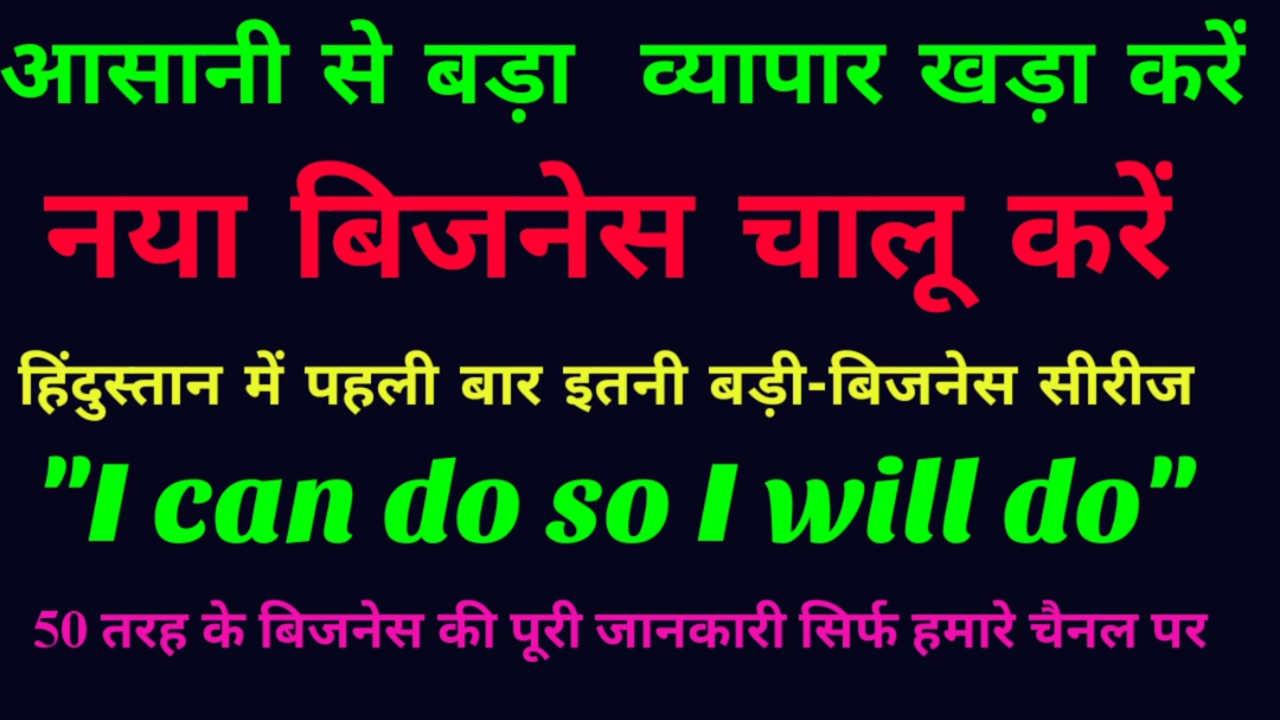 आसानी से बड़ा व्यापार खड़ा करें
नया बिजनेस चालू करें
हिंदुस्तान में पहली बार इतनी बड़ी-बिजनेस सीरीज
"I can do so I will do"
50 तरह के बिजनेस की पूरी जानकारी सिर्फ हमारे चैनल पर